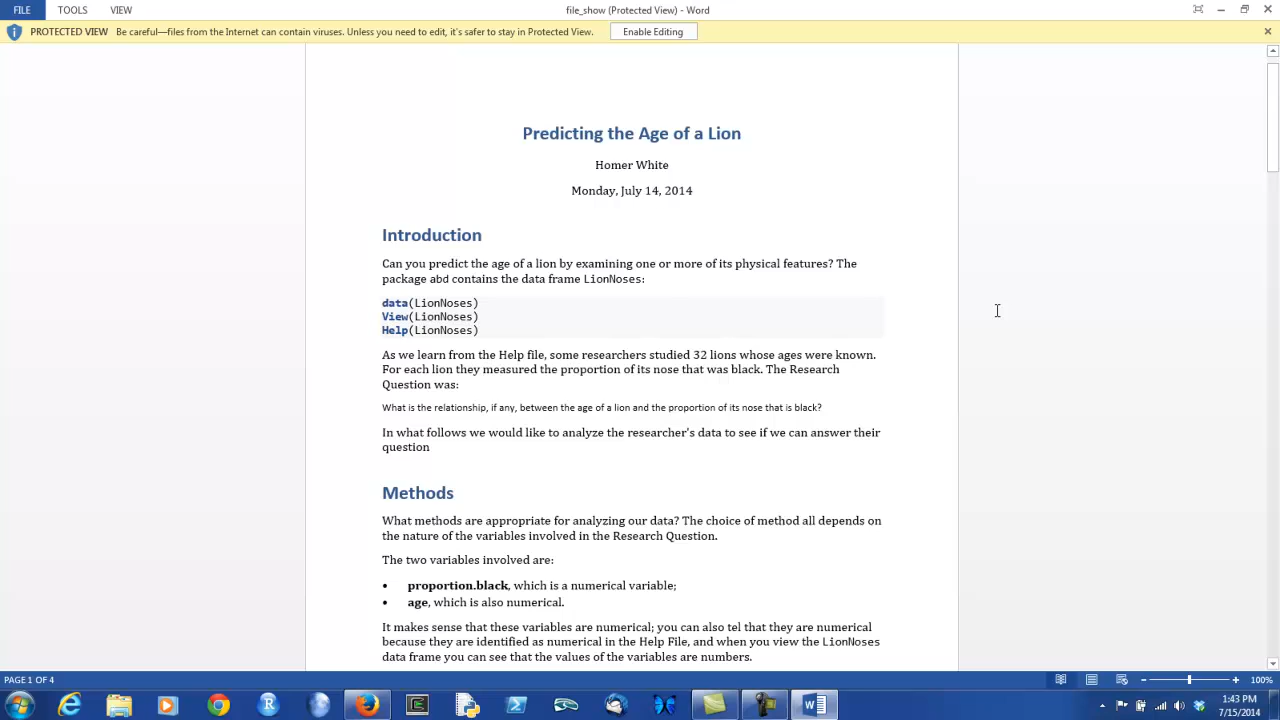 FILE TOOLS VIEW file_show (Protected View) - Word
PROTECTED VIEW Be careful—files from the Internet can contain viruses. Unless you need to edit, it's safer to stay in Protected View. Enable Editing
Predicting the Age of a Lion
Homer White
Monday, July 14, 2014
Introduction
Can you predict the age of a lion by examining one or more of its physical features? The
package abd contains the data frame LionNoses:
data(LionNoses)
View(LionNoses)
Help(LionNoses)
As we learn from the Help file, some researchers studied 32 lions whose ages were known.
For each lion they measured the proportion of its nose that was black. The Research
Question was:
What is the relationship, if any, between the age of a lion and the proportion of its nose that is black?
In what follows we would like to analyze the researcher's data to see if we can answer their
question
Methods
What methods are appropriate for analyzing our data? The choice of method all depends on
the nature of the variables involved in the Research Question.
The two variables involved are:
• proportion.black, which is a numerical variable;
• age, which is also numerical.
It makes sense that these variables are numerical; you can also tel that they are numerical
because they are identified as numerical in the Help File, and when you view the LionNoses
data frame you can see that the values of the variables are numbers.
PAGE 1 OF 4 100%
1:43 PM
7/15/2014